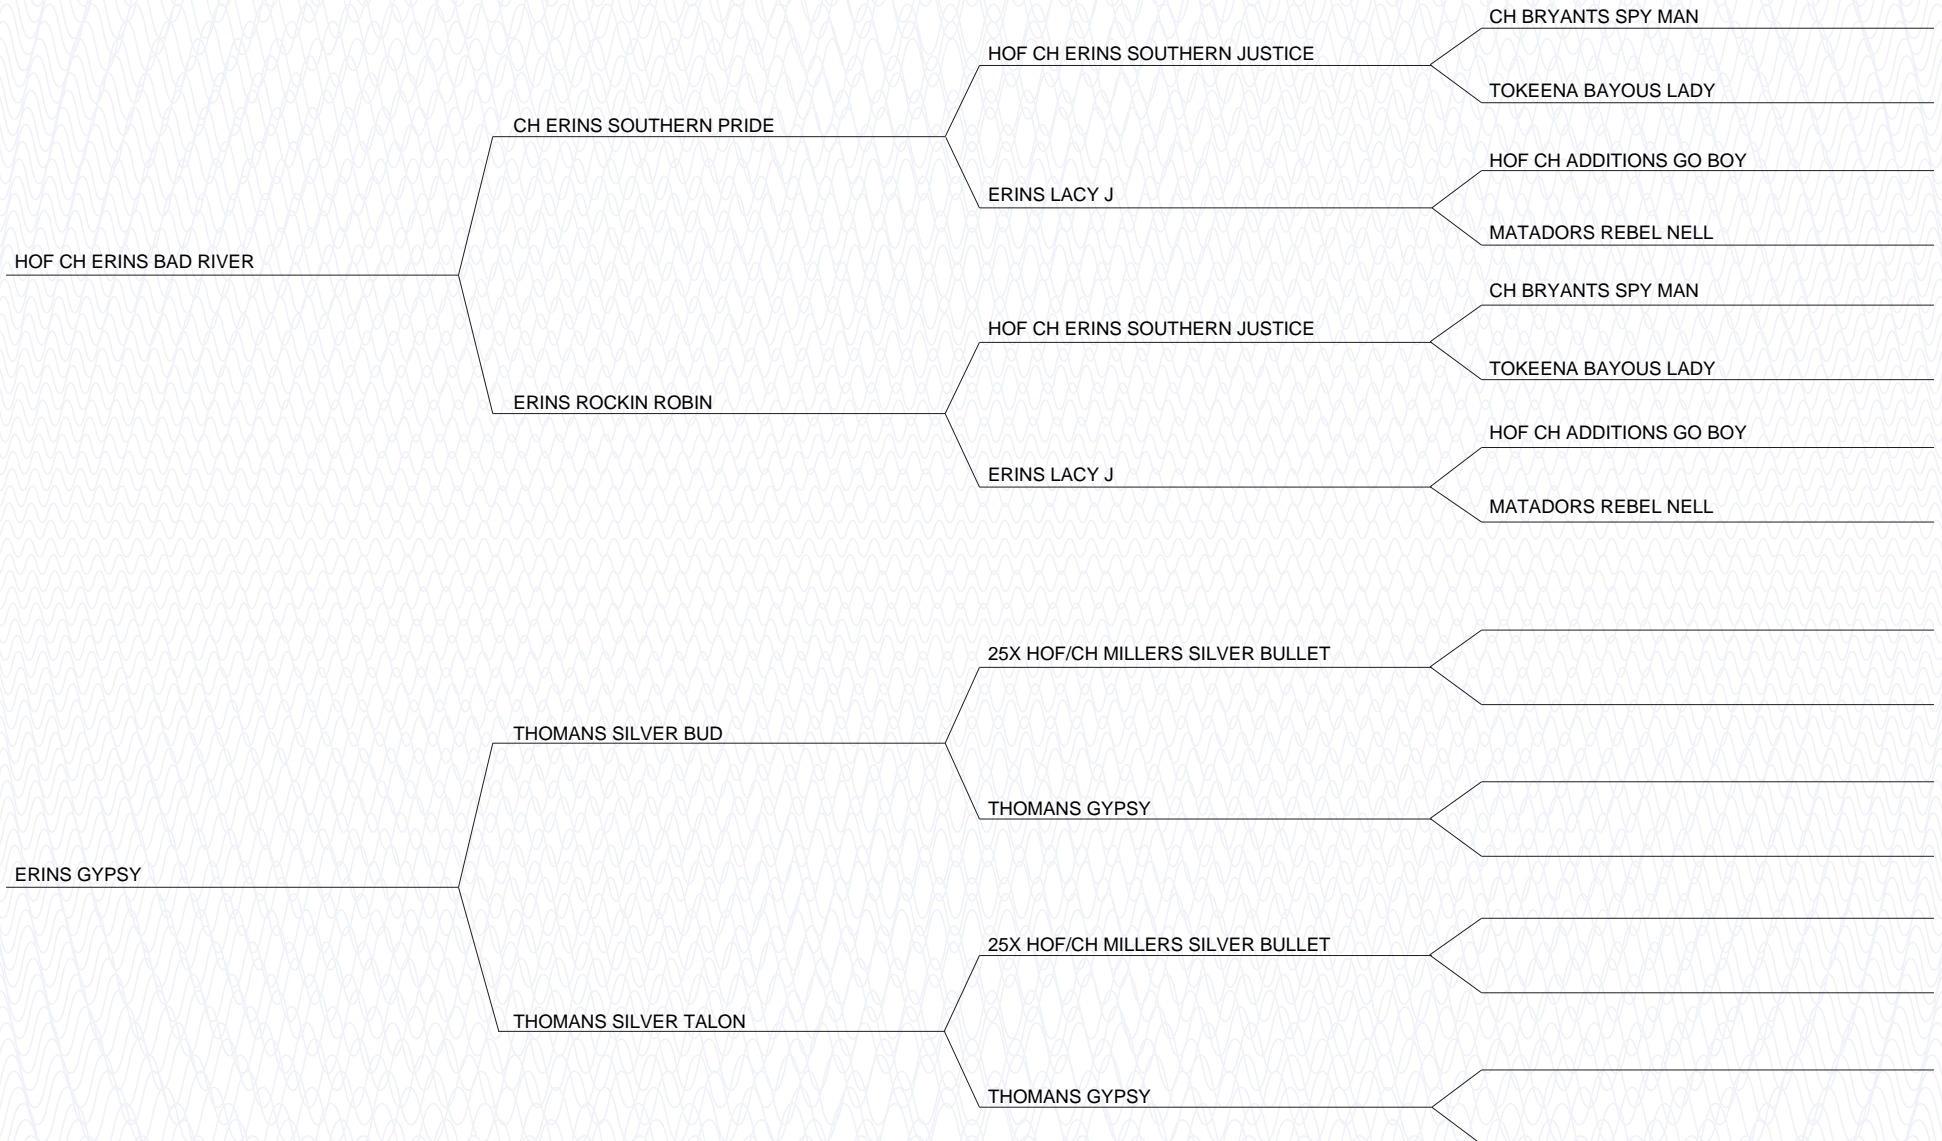 CH BRYANTS SPY MAN
HOF CH ERINS SOUTHERN JUSTICE
TOKEENA BAYOUS LADY
CH ERINS SOUTHERN PRIDE
HOF CH ADDITIONS GO BOY
ERINS LACY J
MATADORS REBEL NELL
HOF CH ERINS BAD RIVER
CH BRYANTS SPY MAN
HOF CH ERINS SOUTHERN JUSTICE
TOKEENA BAYOUS LADY
ERINS ROCKIN ROBIN
HOF CH ADDITIONS GO BOY
ERINS LACY J
MATADORS REBEL NELL
25X HOF/CH MILLERS SILVER BULLET
THOMANS SILVER BUD
THOMANS GYPSY
ERINS GYPSY
25X HOF/CH MILLERS SILVER BULLET
THOMANS SILVER TALON
THOMANS GYPSY